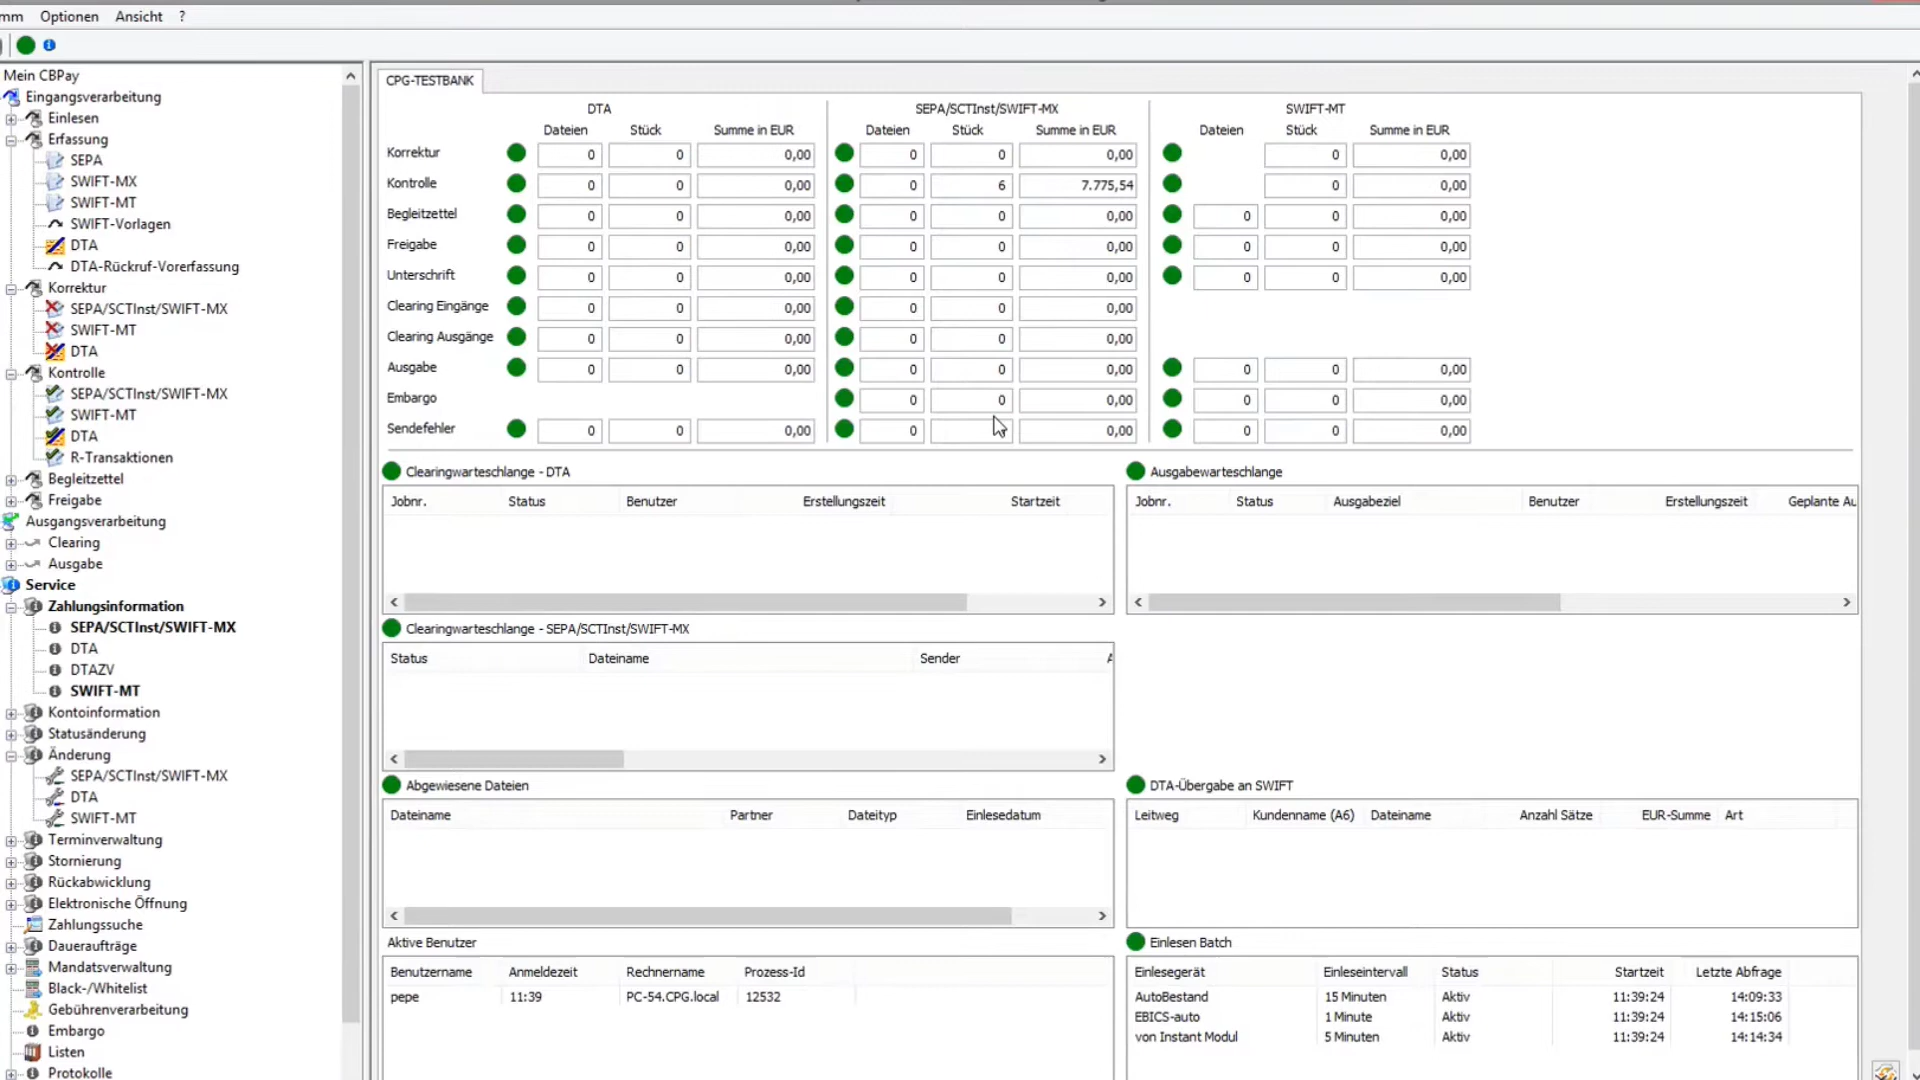 mm Optionen Ansicht ?
Mein CBPay
Eingangsverarbeitung
Einlesen
Erfassung
SEPA
SWIFT-MX
SWIFT-MT
SWIFT-Vorlagen
DTA
DTA-Rückruf-Vorerfassung
Korrektur
SEPA/SCTInst/SWIFT-MX
SWIFT-MT
DTA
Kontrolle
SEPA/SCTInst/SWIFT-MX
SWIFT-MT
DTA
R-Transaktionen
Begleitzettel
Freigabe
Ausgangsverarbeitung
Clearing
Ausgabe
Service
Zahlungsinformation
SEPA/SCTInst/SWIFT-MX
DTA
DTAZV
SWIFT-MT
Kontoinformation
Statusänderung
Änderung
SEPA/SCTInst/SWIFT-MX
DTA
SWIFT-MT
Terminverwaltung
Stornierung
Rückabwicklung
Elektronische Öffnung
Zahlungssuche
Daueraufträge
Mandatsverwaltung
Black-/Whitelist
Gebührenverarbeitung
Embargo
Listen
Protokolle
CPG-TESTBANK
DTA SEPA/SCTInst/SWIFT-MX SWIFT-MT
Dateien Stück Summe in EUR Dateien Stück Summe in EUR Dateien Stück Summe in EUR
Korrektur 0 0 0,00 0 0 0,00 0 0,00
Kontrolle 0 0 0,00 0 6 7.775,54 0 0,00
Begleitzettel 0 0 0,00 0 0 0,00 0 0 0,00
Freigabe 0 0 0,00 0 0 0,00 0 0 0,00
Unterschrift 0 0 0,00 0 0 0,00 0 0 0,00
Clearing Eingänge 0 0 0,00 0 0 0,00
Clearing Ausgänge 0 0 0,00 0 0 0,00
Ausgabe 0 0 0,00 0 0 0,00 0 0 0,00
Embargo 0 0 0,00 0 0 0,00
Sendefehler 0 0 0,00 0 0,00 0 0 0,00
Clearingwarteschlange - DTA
Jobnr. Status Benutzer Erstellungszeit Startzeit
Ausgabewarteschlange
Jobnr. Status Ausgabeziel Benutzer Erstellungszeit Geplante Au
Clearingwarteschlange - SEPA/SCTInst/SWIFT-MX
Status Dateiname Sender
Abgewiesene Dateien
Dateiname Partner Dateityp Einlesedatum
DTA-Übergabe an SWIFT
Leitweg Kundenname (A6) Dateiname Anzahl Sätze EUR-Summe Art
Aktive Benutzer
Benutzername Anmeldezeit Rechnername Prozess-Id
pepe 11:39 PC-54.CPG.local 12532
Einlesen Batch
Einlesegerät Einleseintervall Status Startzeit Letzte Abfrage
AutoBestand 15 Minuten Aktiv 11:39:24 14:09:33
EBICS-auto 1 Minute Aktiv 11:39:24 14:15:06
von Instant Modul 5 Minuten Aktiv 11:39:24 14:14:34